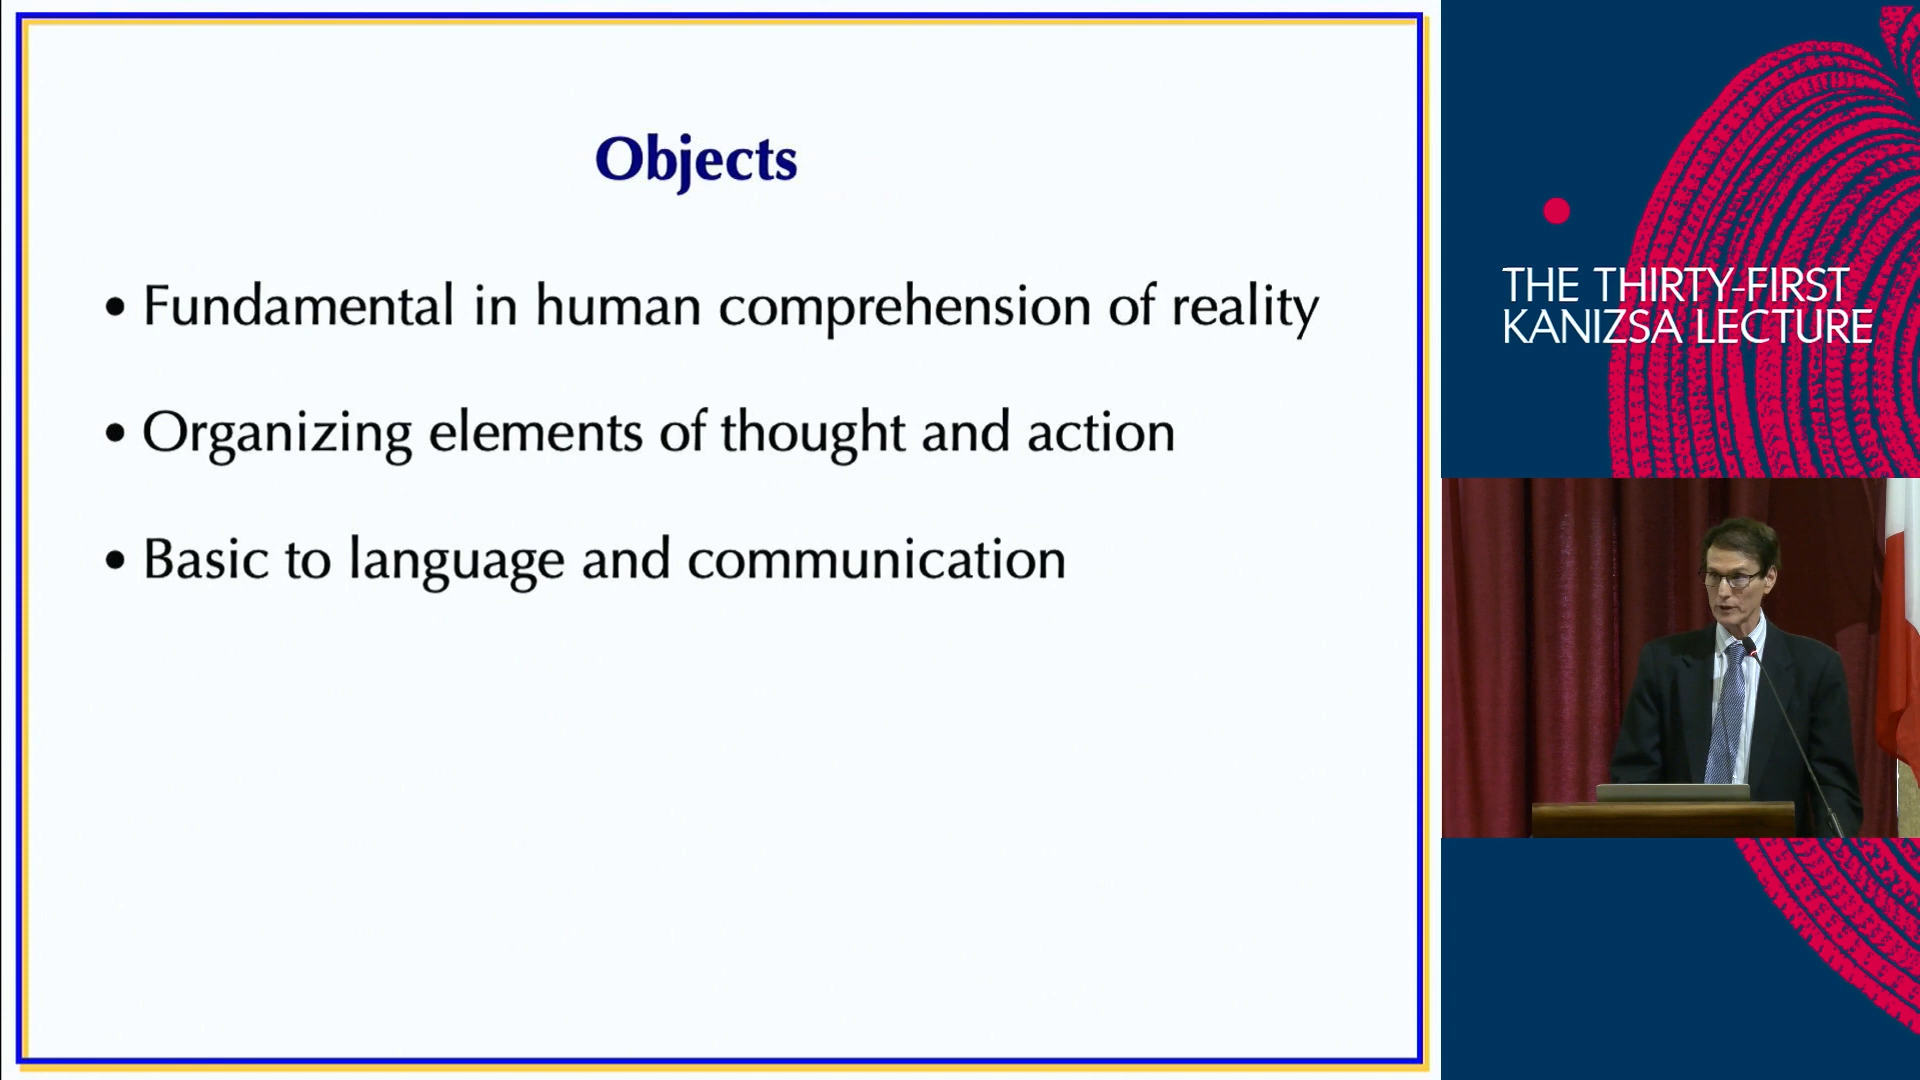 Objects
• Fundamental in human comprehension of reality
• Organizing elements of thought and action
• Basic to language and communication
THE THIRTY-FIRST
KANIZSA LECTURE